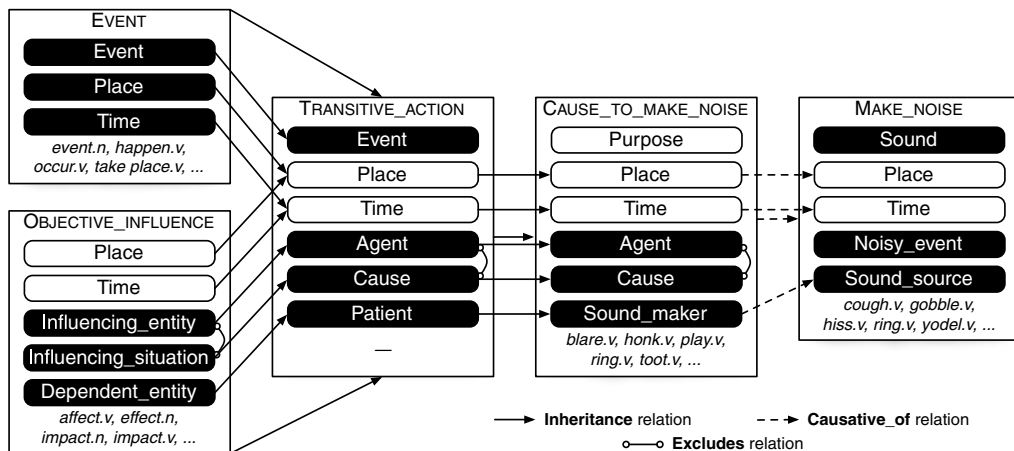 EVENT
Event
Place
Time
event.n, happen.v,
occur.v, take place.v, ...
OBJECTIVE_INFLUENCE
Place
Time
Influencing_entity
Influencing_situation
Dependent_entity
affect.v, effect.n,
impact.n, impact.v, ...
TRANSITIVE_ACTION
Event
Place
Time
Agent
Cause
Patient
—
CAUSE_TO_MAKE_NOISE
Purpose
Place
Time
Agent
Cause
Sound_maker
blare.v, honk.v, play.v,
ring.v, toot.v, ...
MAKE_NOISE
Sound
Place
Time
Noisy_event
Sound_source
cough.v, gobble.v,
hiss.v, ring.v, yodel.v, ...
Inheritance relation
Causative_of relation
Excludes relation